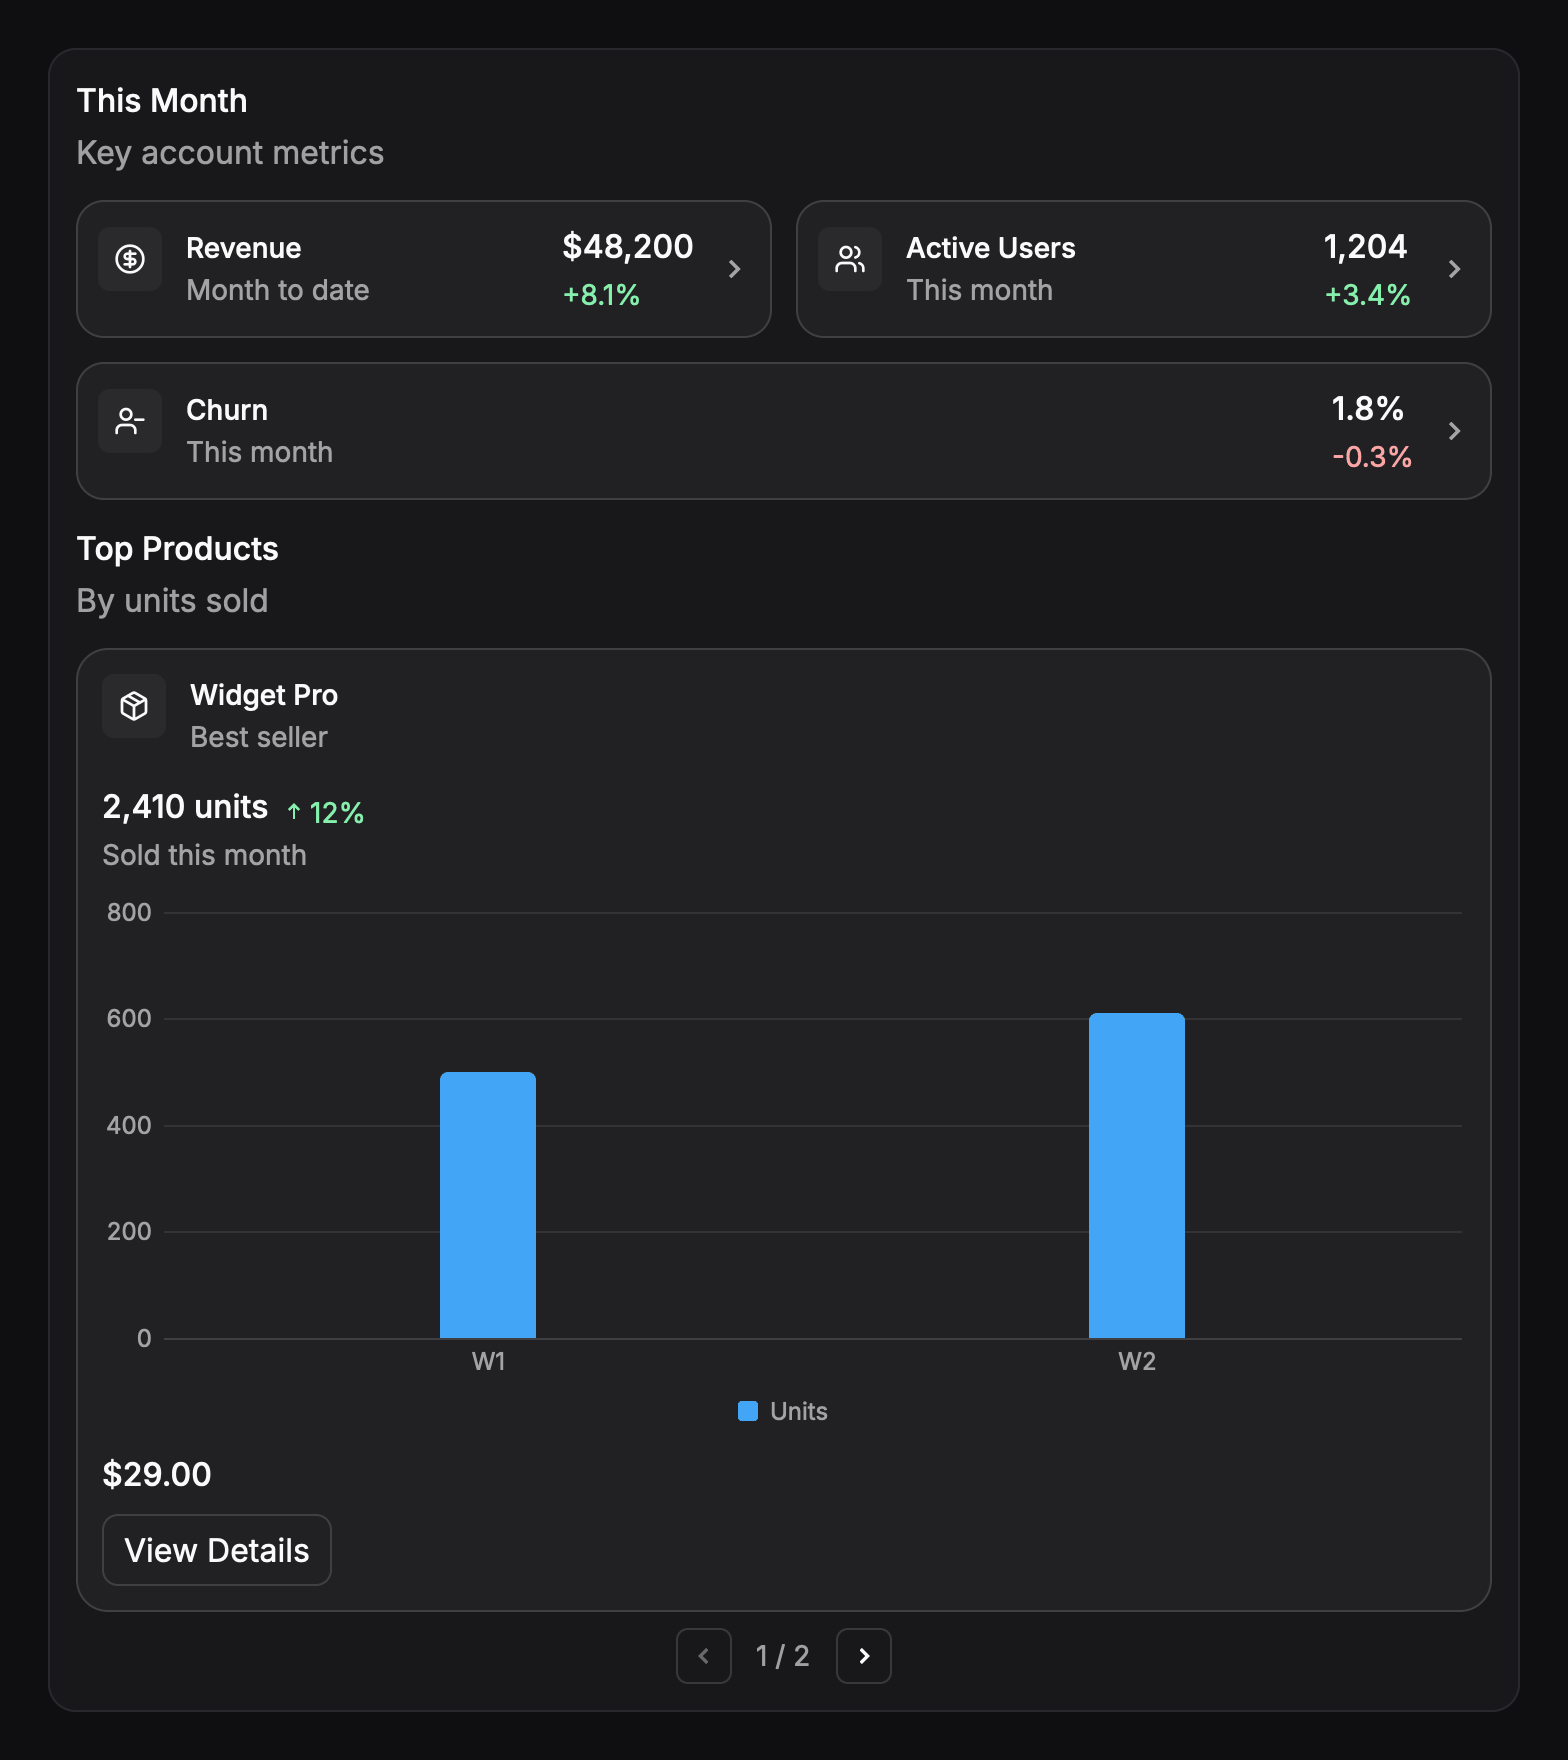 This Month
Key account metrics
Revenue
Month to date
$48,200
+8.1%
Active Users
This month
1,204
+3.4%
Churn
This month
1.8%
-0.3%
Top Products
By units sold
Widget Pro
Best seller
2,410 units ↑ 12%
Sold this month
800
600
400
200
0
W1 W2
Units
$29.00
View Details
1 / 2